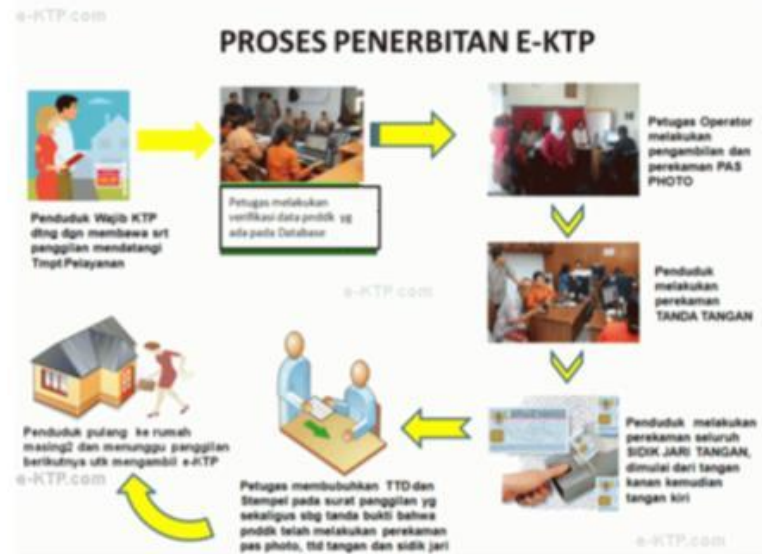 e-KTP.com
PROSES PENERBITAN E-KTP
Penduduk Wajib KTP
dtng dgn membawa srt
panggilan mendatangi
Tmpt Pelayanan
Petugas melakukan
verifikasi data pnddk yg
ada pada Database
Petugas Operator
melakukan
pengambilan dan
perekaman PAS
PHOTO
e-KTP.com
Penduduk
melakukan
perekaman
TANDA TANGAN
Penduduk melakukan
perekaman seluruh
SIDIK JARI TANGAN,
dimulai dari tangan
kanan kemudian
tangan kiri
Petugas membubuhkan TTD dan
Stempel pada surat panggilan yg
sekaligus sbg tanda bukti bahwa
pnddk telah melakukan perekaman
pas photo, ttd tangan dan sidik jari
Penduduk pulang ke rumah
masing2 dan menunggu panggilan
berikutnya utk mengambil e-KTP
e-KTP.com
e-KTP.com